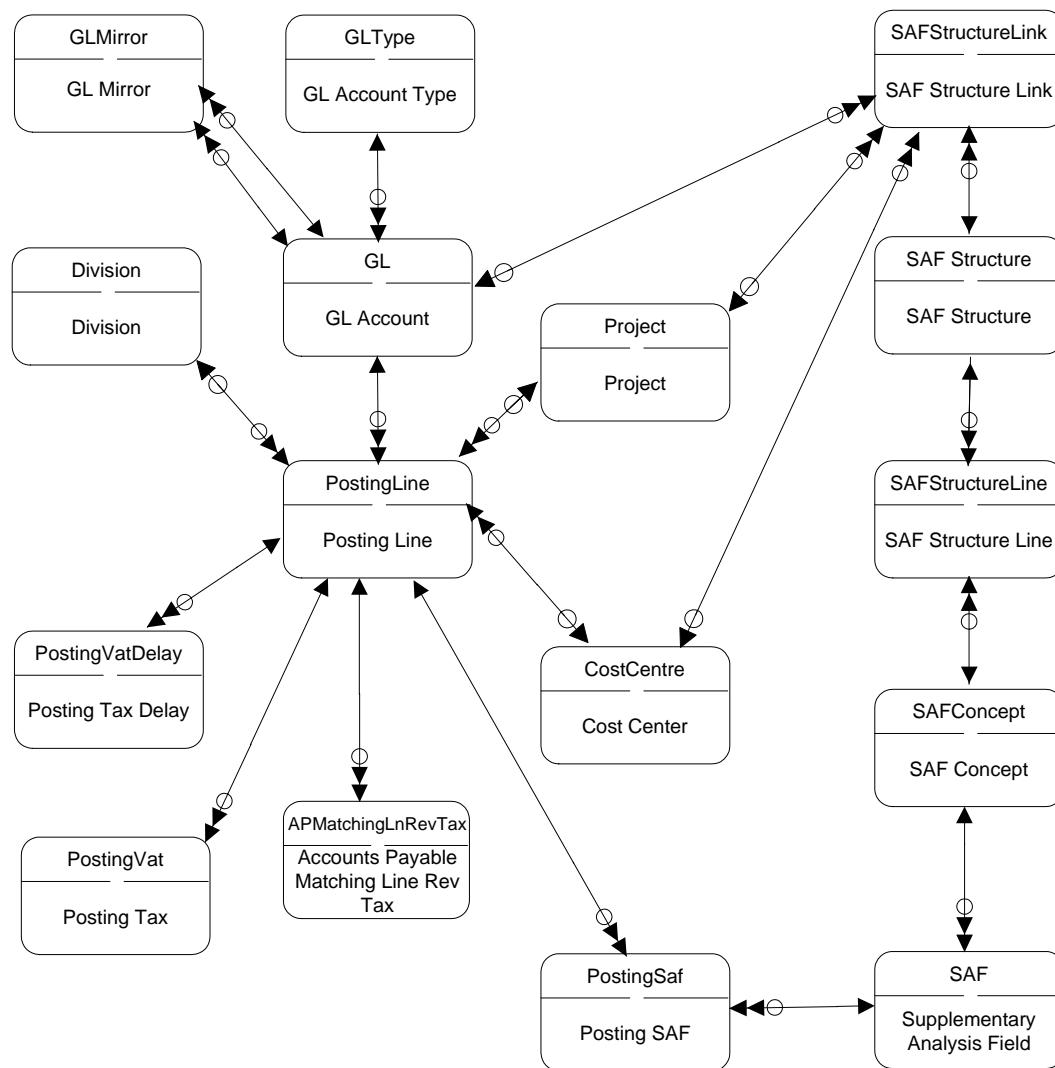 GLMirror
GL Mirror
GLType
GL Account Type
SAFStructureLink
SAF Structure Link
Division
Division
GL
GL Account
Project
Project
SAF Structure
SAF Structure
PostingLine
Posting Line
SAFStructureLine
SAF Structure Line
PostingVatDelay
Posting Tax Delay
CostCentre
Cost Center
SAFConcept
SAF Concept
PostingVat
Posting Tax
APMatchingLnRevTax
Accounts Payable
Matching Line Rev
Tax
PostingSaf
Posting SAF
SAF
Supplementary
Analysis Field